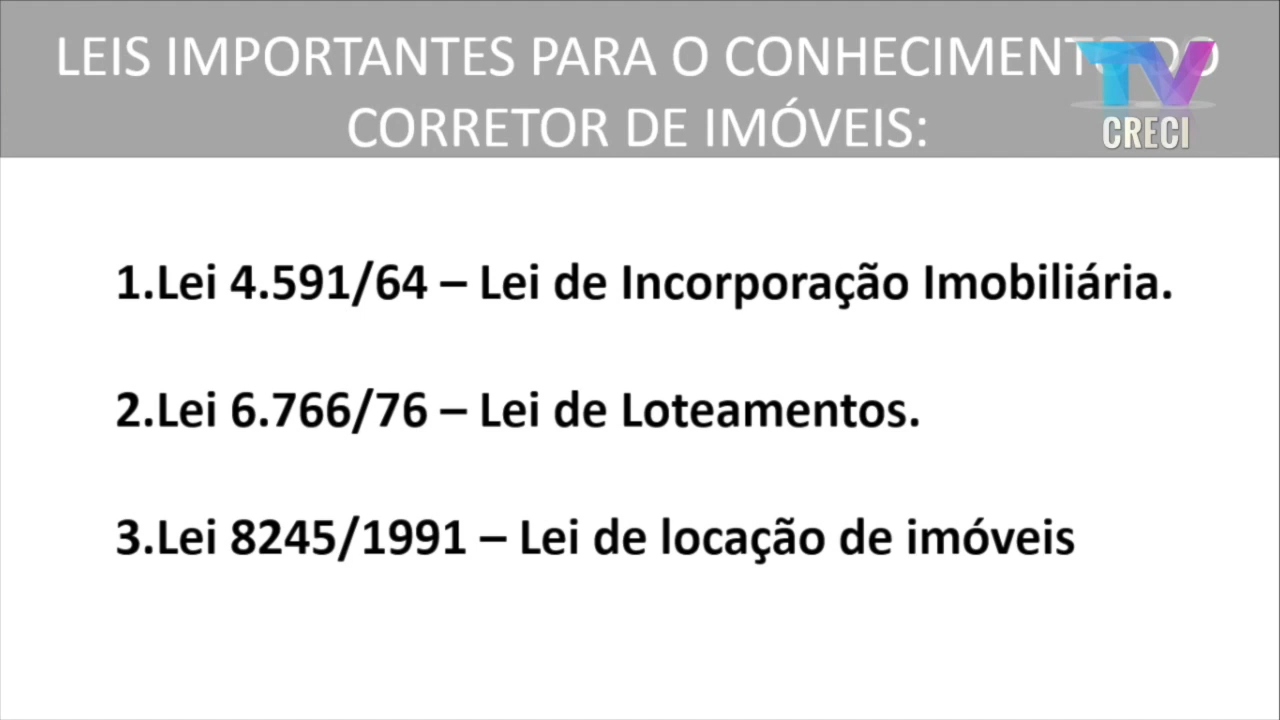 LEIS IMPORTANTES PARA O CONHECIMENTO DO
CORRETOR DE IMÓVEIS:
TV
CRECI
1.Lei 4.591/64 – Lei de Incorporação Imobiliária.
2.Lei 6.766/76 – Lei de Loteamentos.
3.Lei 8245/1991 – Lei de locação de imóveis